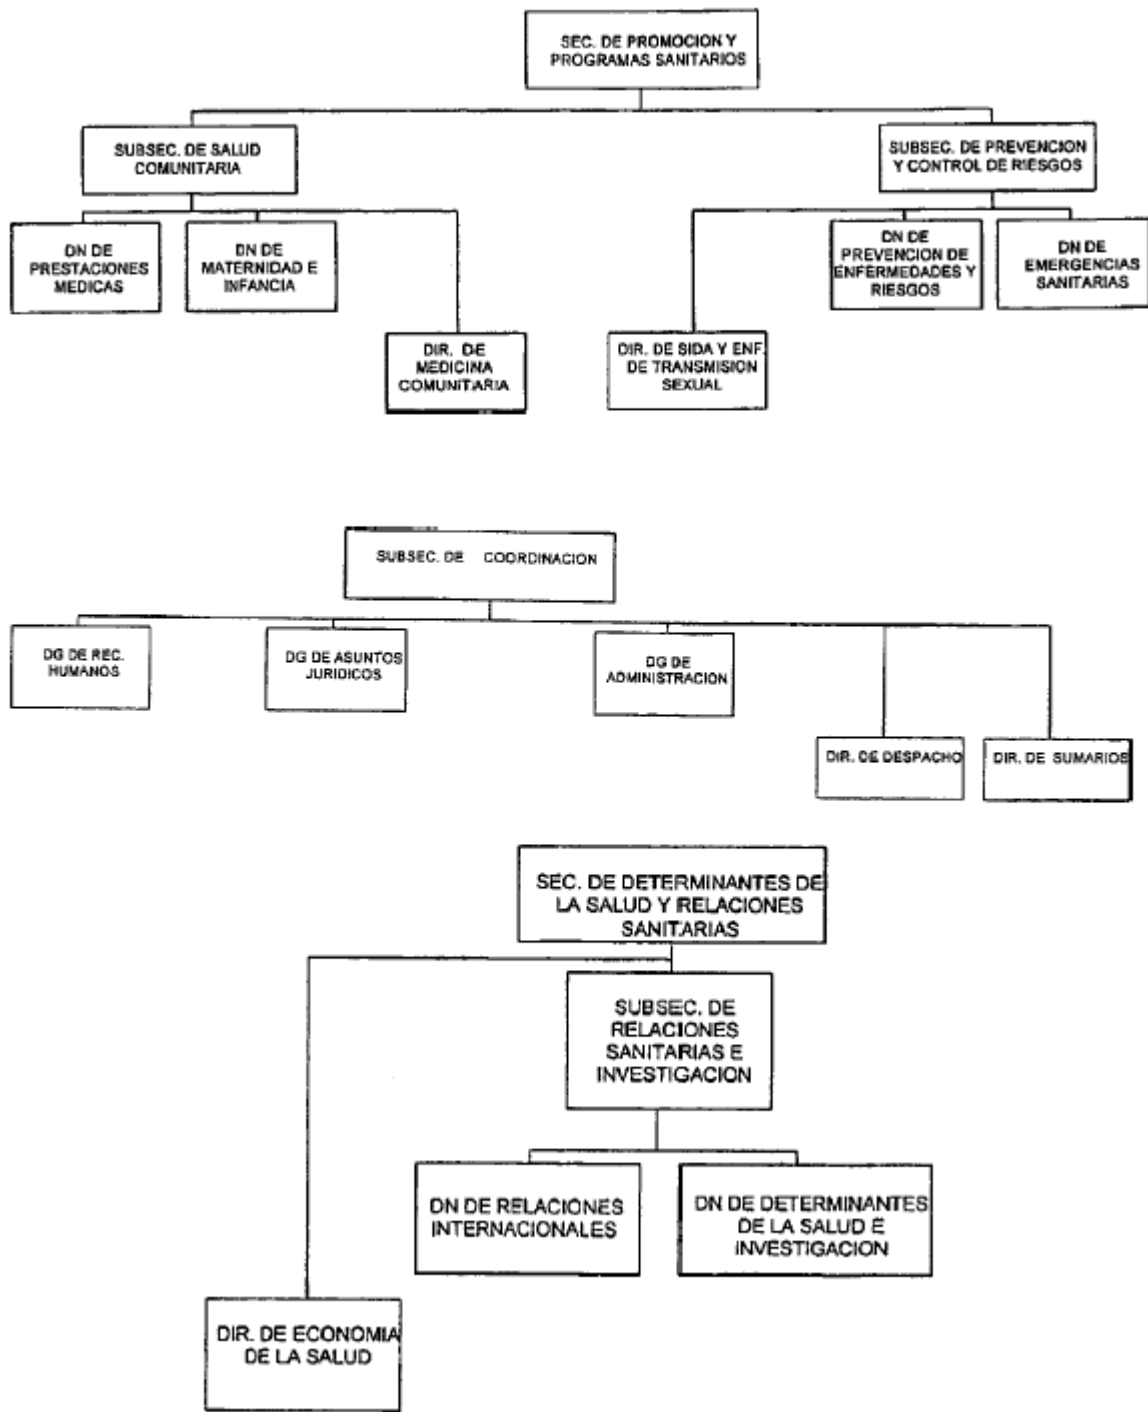 SEC. DE PROMOCION Y
PROGRAMAS SANITARIOS
SUBSEC. DE SALUD
COMUNITARIA
SUBSEC. DE PREVENCION
Y CONTROL DE RIESGOS
DN DE
PRESTACIONES
MEDICAS
DN DE
MATERNIDAD E
INFANCIA
DN DE
PREVENCION DE
ENFERMEDADES Y
RIESGOS
DN DE
EMERGENCIAS
SANITARIAS
DIR. DE
MEDICINA
COMUNITARIA
DIR. DE SIDA Y ENF.
DE TRANSMISION
SEXUAL
SUBSEC. DE COORDINACION
DG DE REC.
HUMANOS
DG DE ASUNTOS
JURIDICOS
DG DE
ADMINISTRACION
DIR. DE DESPACHO
DIR. DE SUMARIOS
SEC. DE DETERMINANTES DE
LA SALUD Y RELACIONES
SANITARIAS
SUBSEC. DE
RELACIONES
SANITARIAS E
INVESTIGACION
DN DE RELACIONES
INTERNACIONALES
DN DE DETERMINANTES
DE LA SALUD E
INVESTIGACION
DIR. DE ECONOMIA
DE LA SALUD